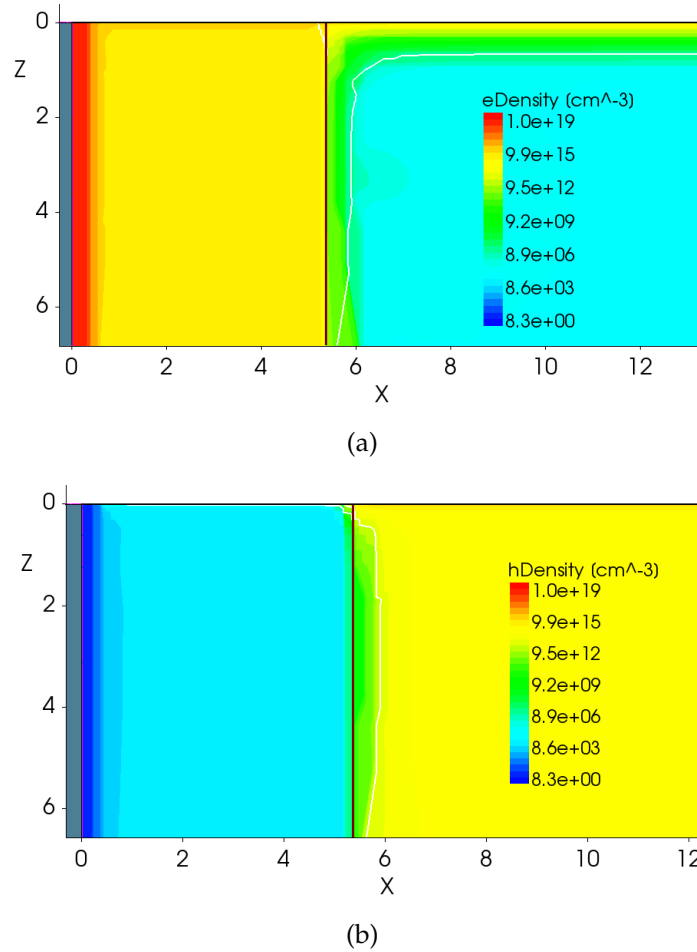 0
Z
2
4
6
eDensity (cm^-3)
1.0e+19
9.9e+15
9.5e+12
9.2e+09
8.9e+06
8.6e+03
8.3e+00
0 2 4 6 8 10 12
X
(a)
0
Z
2
4
6
hDensity (cm^-3)
1.0e+19
9.9e+15
9.5e+12
9.2e+09
8.9e+06
8.6e+03
8.3e+00
0 2 4 6 8 10 12
X
(b)